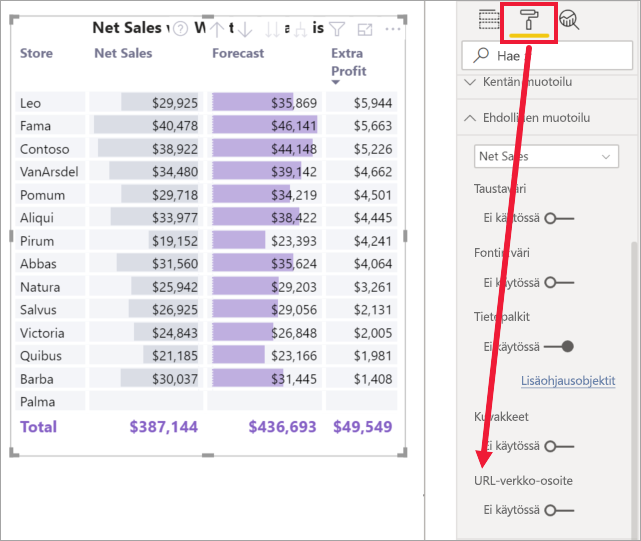 Net Sales v W t a is
Store Net Sales Forecast Extra
Profit
Leo $29,925 $35,869 $5,944
Fama $40,478 $46,141 $5,663
Contoso $38,922 $44,148 $5,226
VanArsdel $34,480 $39,142 $4,662
Pomum $29,718 $34,219 $4,501
Aliqui $33,977 $38,422 $4,445
Pirum $19,152 $23,393 $4,241
Abbas $31,560 $35,624 $4,064
Natura $25,942 $29,203 $3,261
Salvus $26,925 $29,056 $2,131
Victoria $24,843 $26,848 $2,005
Quibus $21,185 $23,166 $1,981
Barba $30,037 $31,445 $1,408
Palma
Total $387,144 $436,693 $49,549
Hae
Kentän muotoilu
Ehdollisen muotoilu
Net Sales
Taustaväri
Ei käytössä
Fontin väri
Ei käytössä
Tietopalkit
Ei käytössä
Lisäohjausobjektit
Kuvakkeet
Ei käytössä
URL-verkko-osoite
Ei käytössä